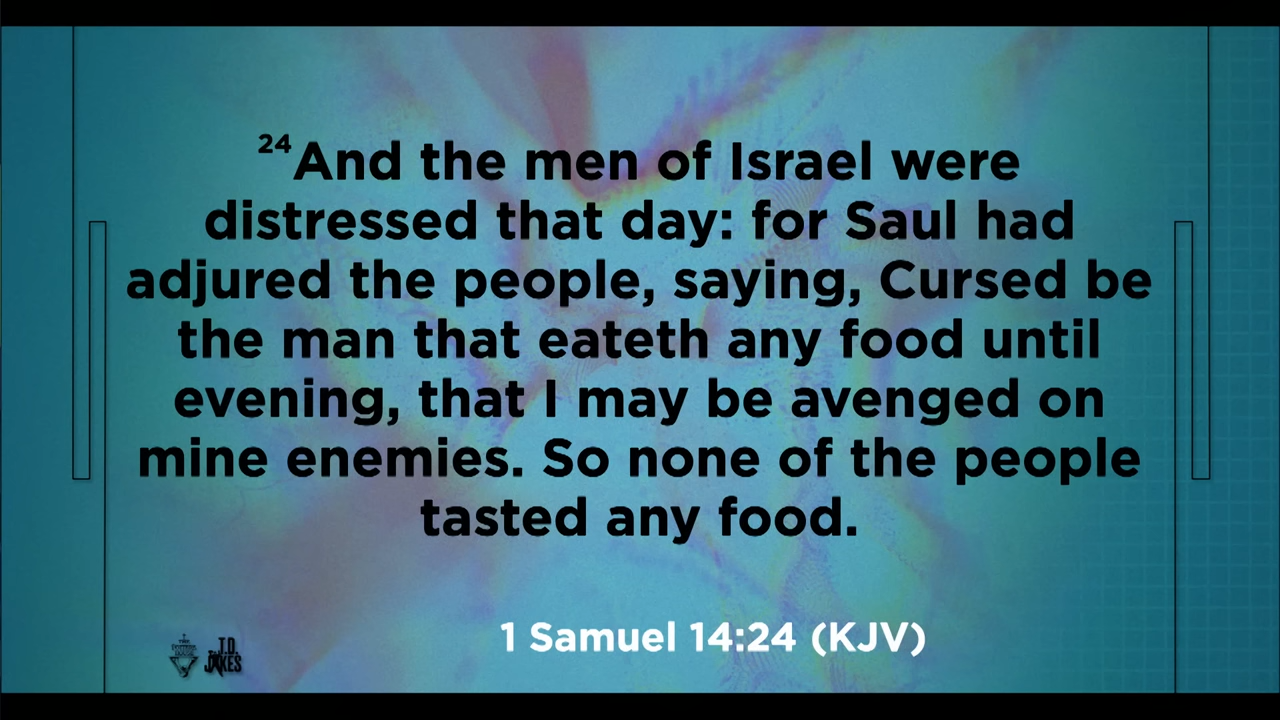 24And the men of Israel were
distressed that day: for Saul had
adjured the people, saying, Cursed be
the man that eateth any food until
evening, that I may be avenged on
mine enemies. So none of the people
tasted any food.
1 Samuel 14:24 (KJV)
T.D.
JAKES